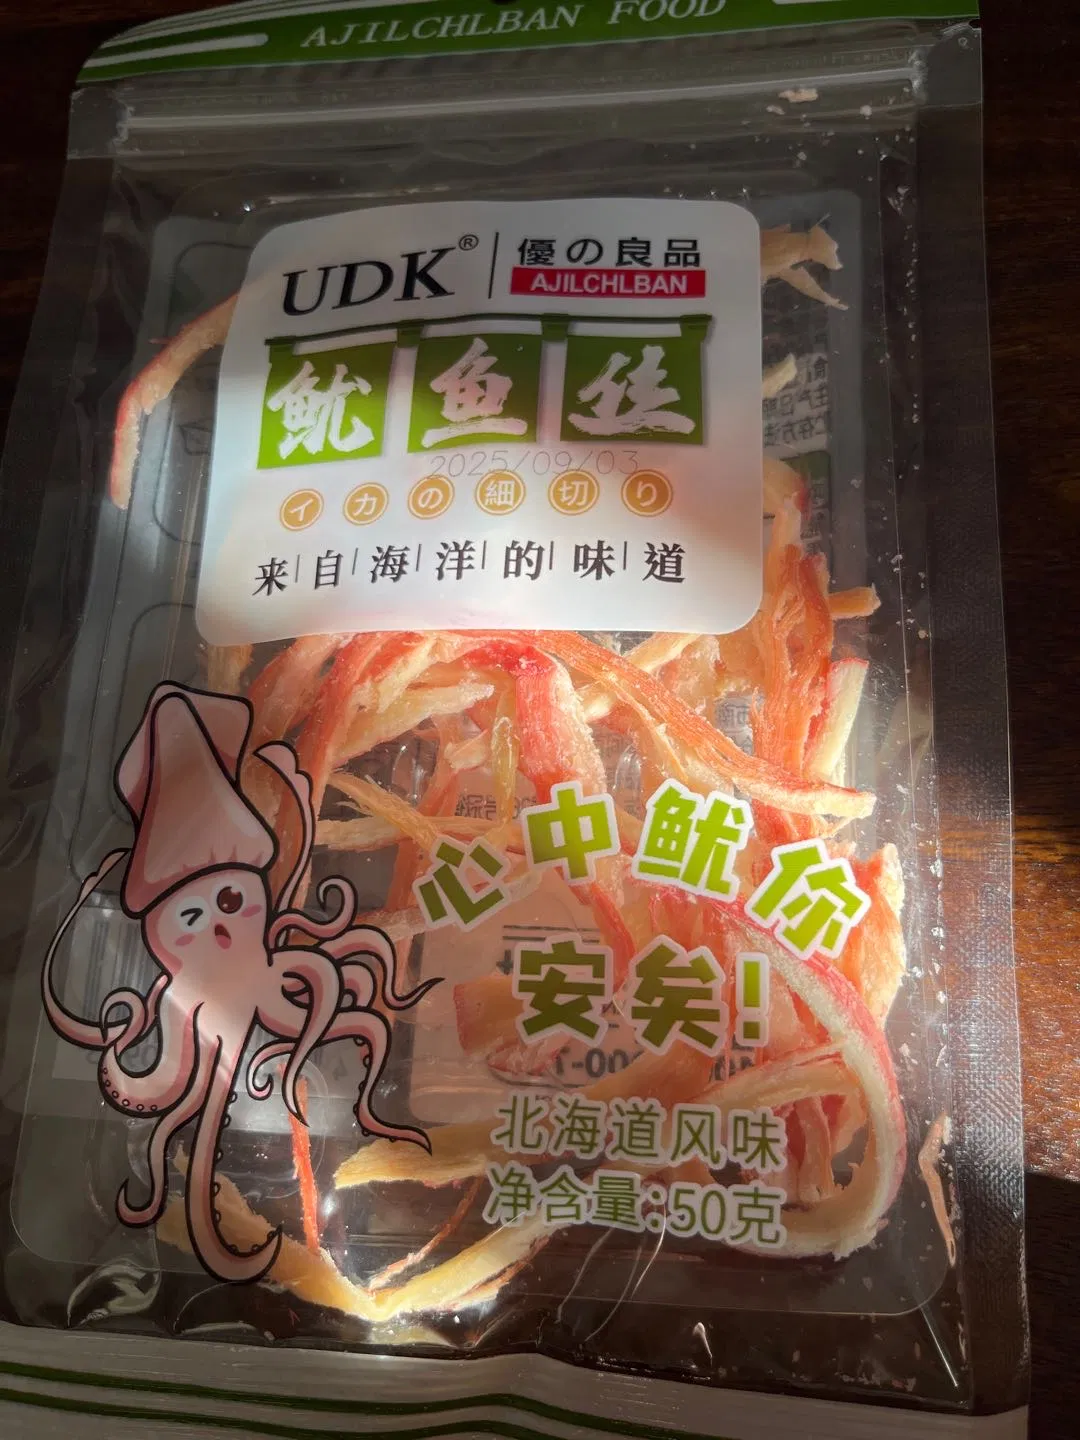 AJILCHLBAN FOOD
UDK® 優の良品
AJILCHLBAN
鱿鱼丝
2025/09/03
イカの細切り
来自海洋的味道
心中鱿你
安矣!
北海道风味
净含量:50克